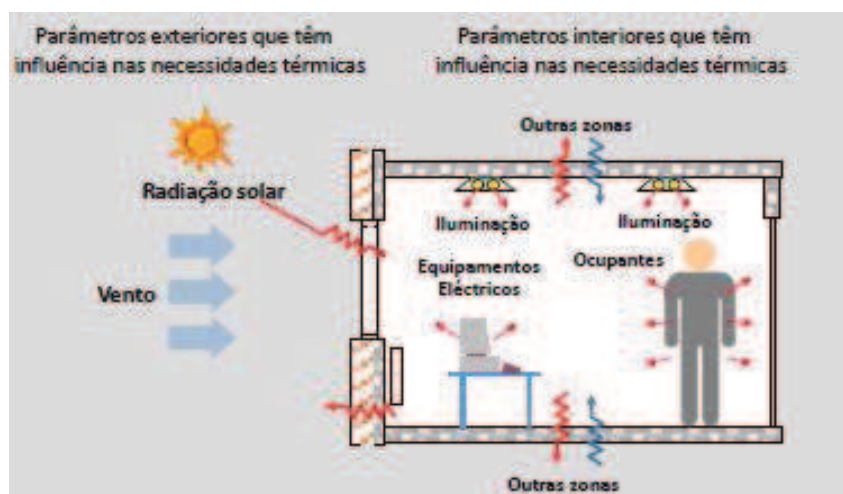 Parâmetros exteriores que têm
influência nas necessidades térmicas
Parâmetros interiores que têm
influência nas necessidades térmicas
Outras zonas
Radiação solar
Iluminação
Iluminação
Equipamentos
Eléctricos
Ocupantes
Vento
Outras zonas